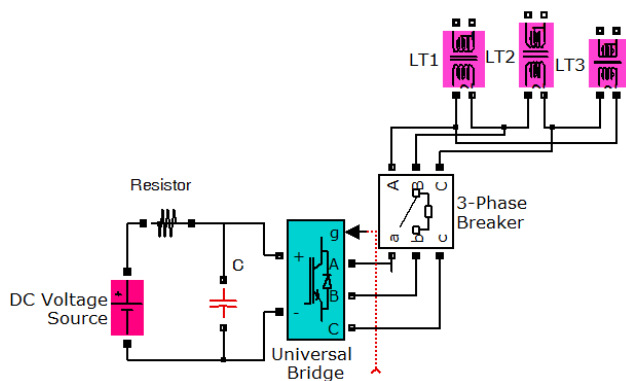 LT1
LT2
LT3
A B C
3-Phase
Breaker
a b c
Resistor
C
g
+
A
B
-
C
+
DC Voltage
Source
Universal
Bridge